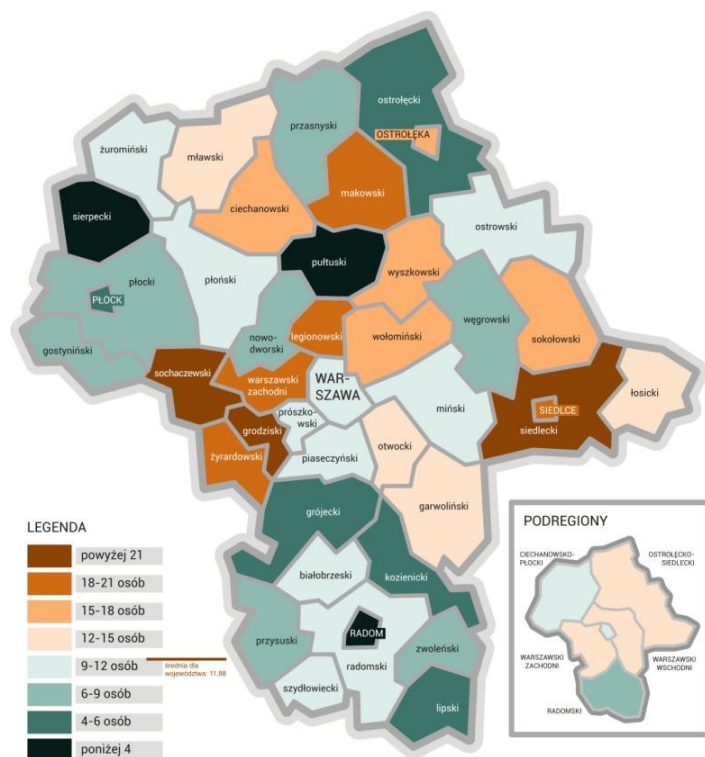 ostrołęcki
przasnyski
OSTROŁĘKA
żuromiński
mławski
makowski
sierpecki
ciechanowski
ostrowski
pułtuski
płoński
wyszkowski
płocki
PŁOCK
węgrowski
sokołowski
legionowski
wołomiński
nowo-
dworski
gostyniński
sochaczewski
warszawski
zachodni
WAR-
SZAWA
łosicki
miński
SIEDLCE
siedlecki
prószko-
wski
grodziski
otwocki
żyrardowski
piaseczyński
garwoliński
grójecki
białobrzeski
kozienicki
RADOM
przysuski
zwoleński
radomski
szydłowiecki
lipski
LEGENDA
powyżej 21
18-21 osób
15-18 osób
12-15 osób
9-12 osób
średnia dla
województwa: 11,88
6-9 osób
4-6 osób
poniżej 4
PODREGIONY
CIECHANOWSKO-
PŁOCKI
OSTROŁĘCKO-
SIEDLECKI
WARSZAWSKI
ZACHODNI
WARSZAWSKI
WSCHODNI
RADOMSKI